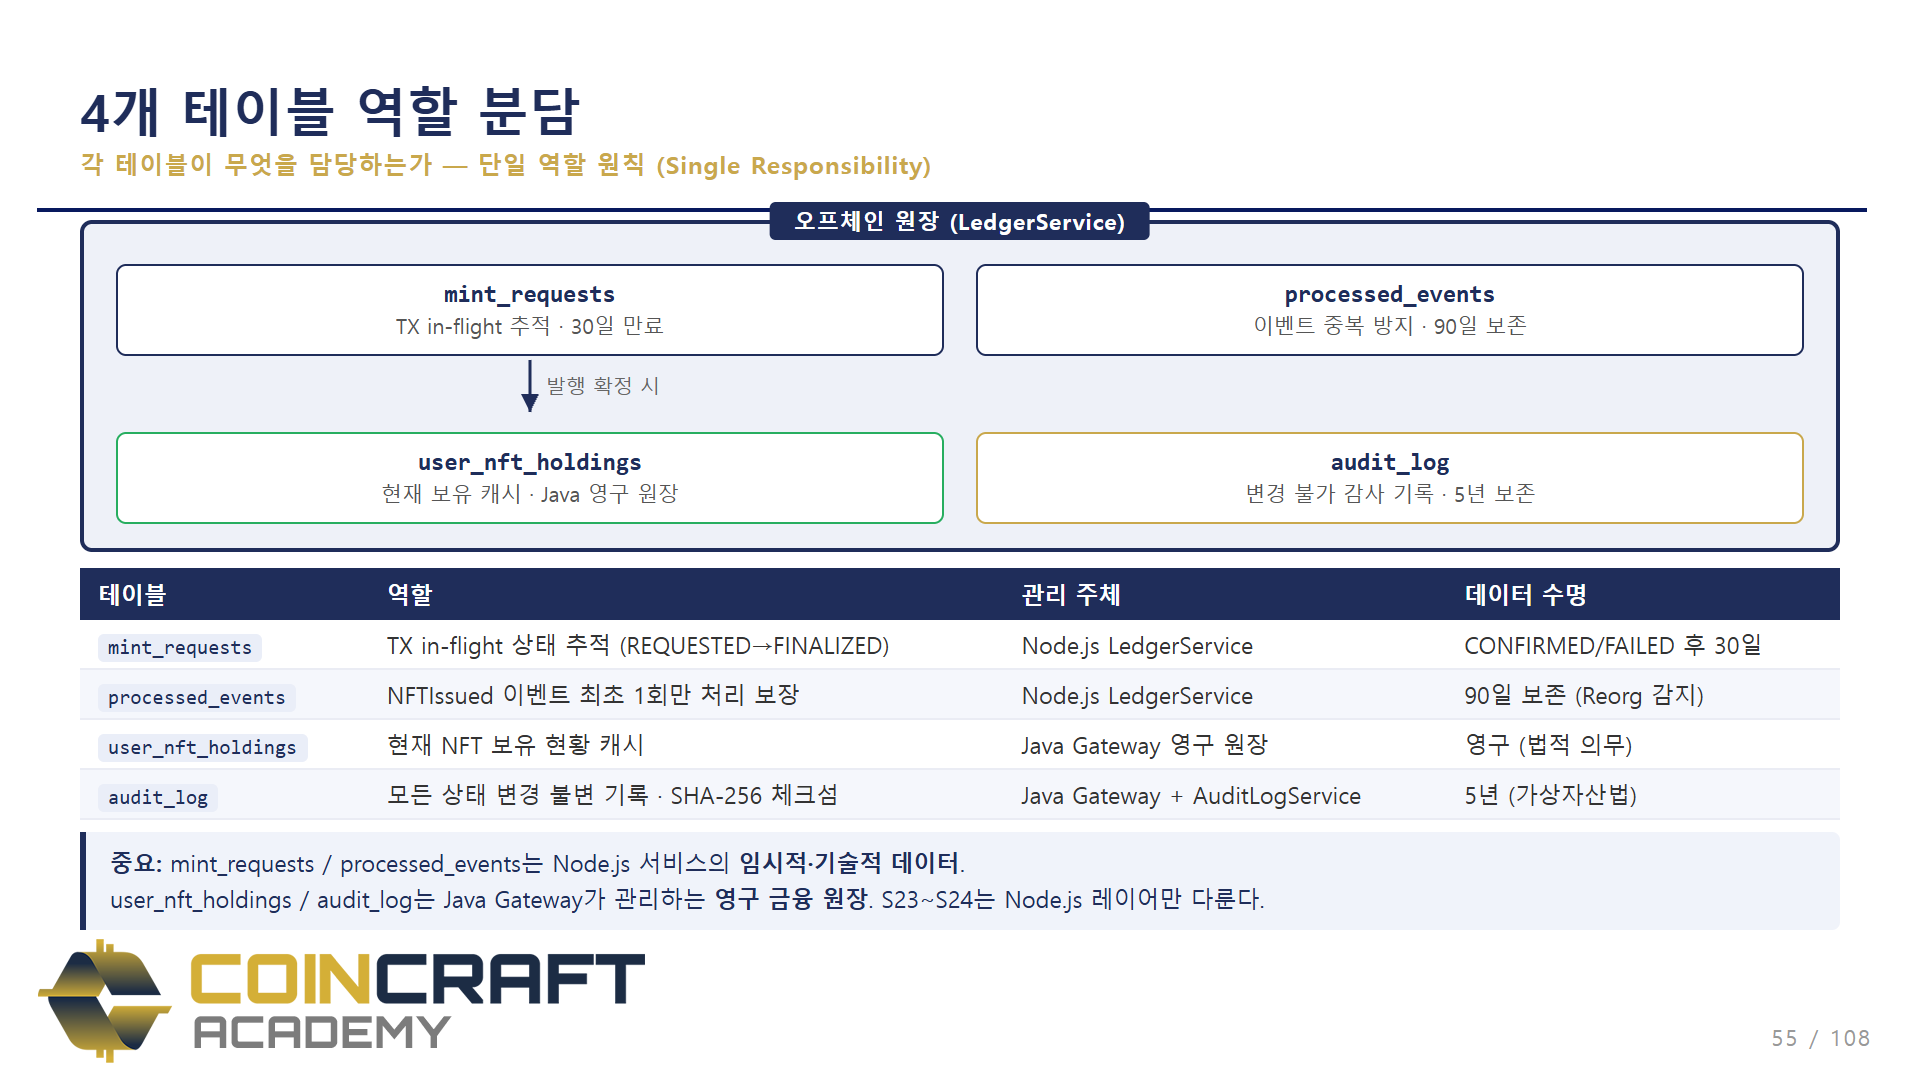 4개 테이블 역할 분담
각 테이블이 무엇을 담당하는가 — 단일 역할 원칙 (Single Responsibility)
오프체인 원장 (LedgerService)
mint_requests
TX in-flight 추적 · 30일 만료
processed_events
이벤트 중복 방지 · 90일 보존
발행 확정 시
user_nft_holdings
현재 보유 캐시 · Java 영구 원장
audit_log
변경 불가 감사 기록 · 5년 보존
테이블 역할 관리 주체 데이터 수명
mint_requests TX in-flight 상태 추적 (REQUESTED→FINALIZED) Node.js LedgerService CONFIRMED/FAILED 후 30일
processed_events NFTIssued 이벤트 최초 1회만 처리 보장 Node.js LedgerService 90일 보존 (Reorg 감지)
user_nft_holdings 현재 NFT 보유 현황 캐시 Java Gateway 영구 원장 영구 (법적 의무)
audit_log 모든 상태 변경 불변 기록 · SHA-256 체크섬 Java Gateway + AuditLogService 5년 (가상자산법)
중요: mint_requests / processed_events는 Node.js 서비스의 임시적·기술적 데이터.
user_nft_holdings / audit_log는 Java Gateway가 관리하는 영구 금융 원장. S23~S24는 Node.js 레이어만 다룬다.
COINCRAFT
ACADEMY
55 / 108